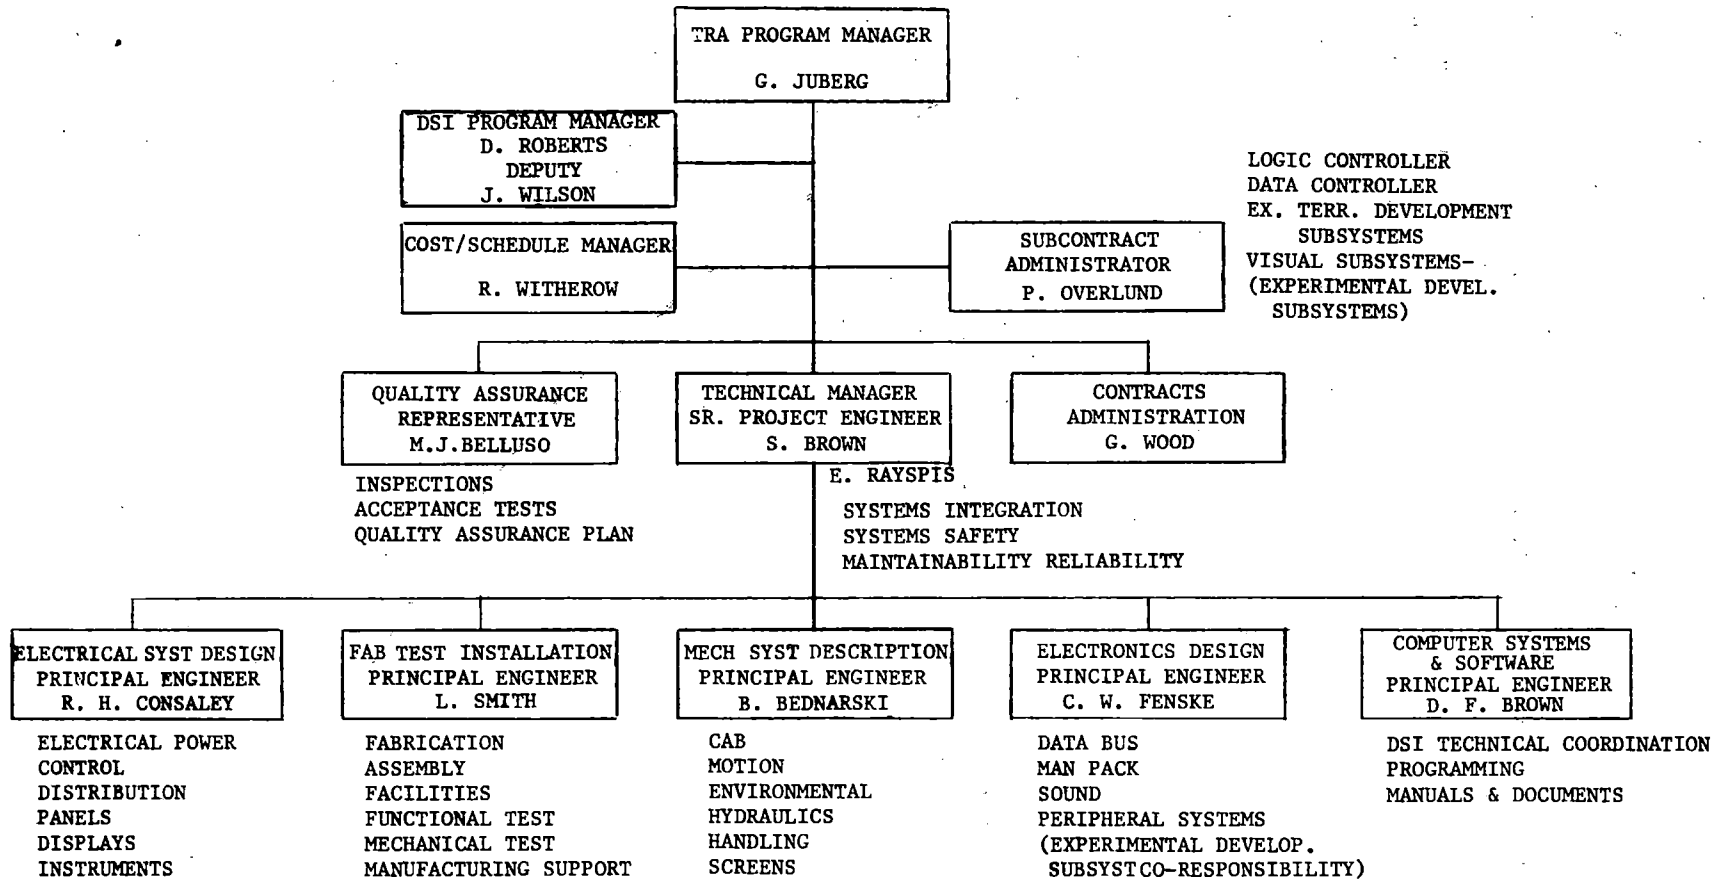 TRA PROGRAM MANAGER
G. JUBERG
DSI PROGRAM MANAGER
D. ROBERTS
DEPUTY
J. WILSON
COST/SCHEDULE MANAGER
R. WITHEROW
SUBCONTRACT
ADMINISTRATOR
P. OVERLUND
LOGIC CONTROLLER
DATA CONTROLLER
EX. TERR. DEVELOPMENT
SUBSYSTEMS
VISUAL SUBSYSTEMS-
(EXPERIMENTAL DEVEL.
SUBSYSTEMS)
QUALITY ASSURANCE
REPRESENTATIVE
M.J.BELLUSO
INSPECTIONS
ACCEPTANCE TESTS
QUALITY ASSURANCE PLAN
TECHNICAL MANAGER
SR. PROJECT ENGINEER
S. BROWN
E. RAYSPIS
SYSTEMS INTEGRATION
SYSTEMS SAFETY
MAINTAINABILITY RELIABILITY
CONTRACTS
ADMINISTRATION
G. WOOD
ELECTRICAL SYST DESIGN
PRINCIPAL ENGINEER
R. H. CONSALEY
ELECTRICAL POWER
CONTROL
DISTRIBUTION
PANELS
DISPLAYS
INSTRUMENTS
FAB TEST INSTALLATION
PRINCIPAL ENGINEER
L. SMITH
FABRICATION
ASSEMBLY
FACILITIES
FUNCTIONAL TEST
MECHANICAL TEST
MANUFACTURING SUPPORT
MECH SYST DESCRIPTION
PRINCIPAL ENGINEER
B. BEDNARSKI
CAB
MOTION
ENVIRONMENTAL
HYDRAULICS
HANDLING
SCREENS
ELECTRONICS DESIGN
PRINCIPAL ENGINEER
C. W. FENSKE
DATA BUS
MAN PACK
SOUND
PERIPHERAL SYSTEMS
(EXPERIMENTAL DEVELOP.
SUBSYST CO-RESPONSIBILITY)
COMPUTER SYSTEMS
& SOFTWARE
PRINCIPAL ENGINEER
D. F. BROWN
DSI TECHNICAL COORDINATION
PROGRAMMING
MANUALS & DOCUMENTS